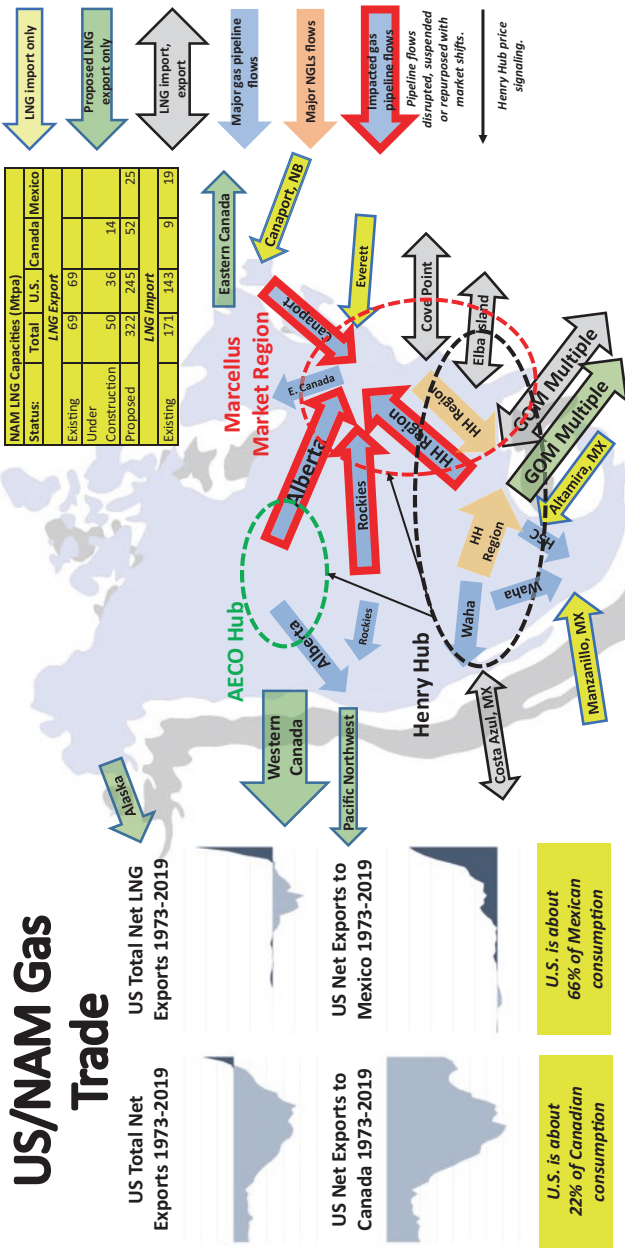 US/NAM Gas
Trade
US Total Net
Exports 1973-2019
US Total Net LNG
Exports 1973-2019
US Net Exports to
Canada 1973-2019
US Net Exports to
Mexico 1973-2019
U.S. is about
22% of Canadian
consumption
U.S. is about
66% of Mexican
consumption
Alaska
Western
Canada
Pacific Northwest
AECO Hub
Alberta
Rockies
Henry Hub
Costa Azul, MX
Manzanillo, MX
Waha
Waha
HSC
HH
Region
Altamira, MX
GOM Multiple
GOM Multiple
Alberta
Rockies
HH Region
HH Region
Marcellus
Market Region
E. Canada
Canaport
Everett
Cove Point
Elba Island
Eastern Canada
Canaport, NB
NAM LNG Capacities (Mtpa)
Status: Total U.S. Canada Mexico
LNG Export
Existing 69 69
Under
Construction 50 36 14
Proposed 322 245 52 25
LNG Import
Existing 171 143 9 19
LNG import only
Proposed LNG
export only
LNG import,
export
Major gas pipeline
flows
Major NGLs flows
Impacted gas
pipeline flows
Pipeline flows
disrupted, suspended
or repurposed with
market shifts.
Henry Hub price
signaling.